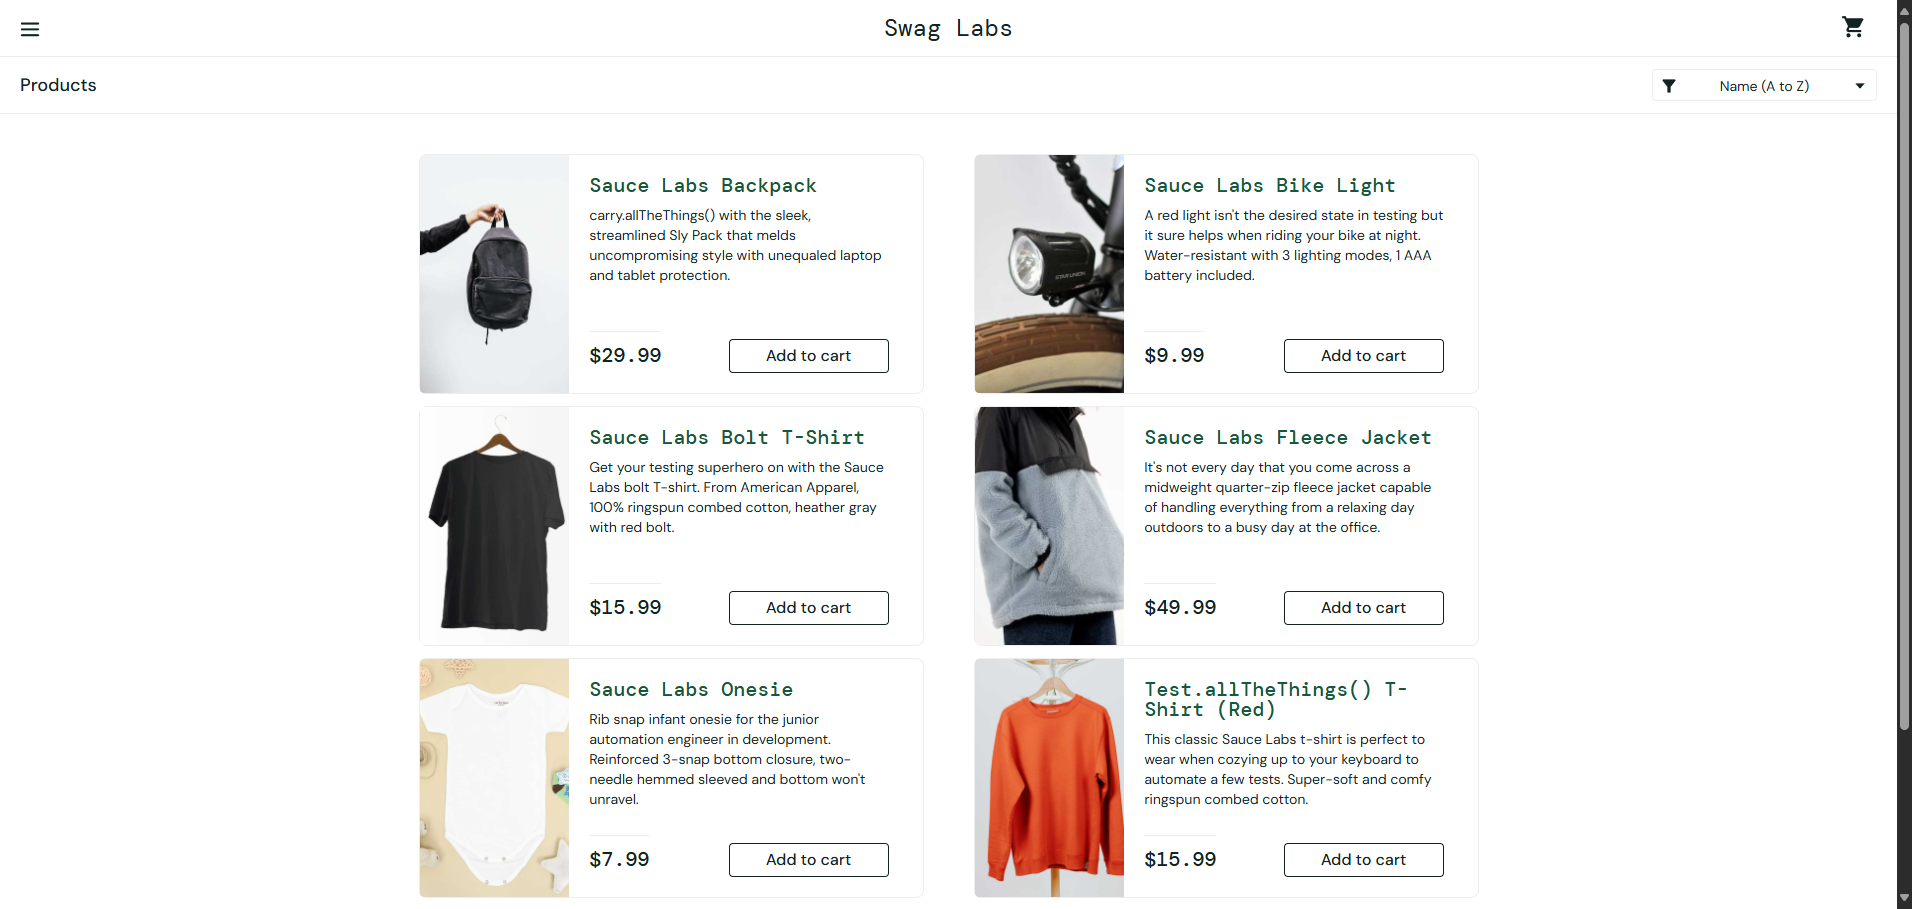 Swag Labs
Products
Name (A to Z)
Sauce Labs Backpack
carry.allTheThings() with the sleek,
streamlined Sly Pack that melds
uncompromising style with unequaled laptop
and tablet protection.
$29.99
Add to cart
Sauce Labs Bike Light
A red light isn't the desired state in testing but
it sure helps when riding your bike at night.
Water-resistant with 3 lighting modes, 1 AAA
battery included.
$9.99
Add to cart
STAR UNION
Sauce Labs Bolt T-Shirt
Get your testing superhero on with the Sauce
Labs bolt T-shirt. From American Apparel,
100% ringspun combed cotton, heather gray
with red bolt.
$15.99
Add to cart
Sauce Labs Fleece Jacket
It's not every day that you come across a
midweight quarter-zip fleece jacket capable
of handling everything from a relaxing day
outdoors to a busy day at the office.
$49.99
Add to cart
Sauce Labs Onesie
Rib snap infant onesie for the junior
automation engineer in development.
Reinforced 3-snap bottom closure, two-
needle hemmed sleeved and bottom won't
unravel.
$7.99
Add to cart
Test.allTheThings() T-
Shirt (Red)
This classic Sauce Labs t-shirt is perfect to
wear when cozying up to your keyboard to
automate a few tests. Super-soft and comfy
ringspun combed cotton.
$15.99
Add to cart